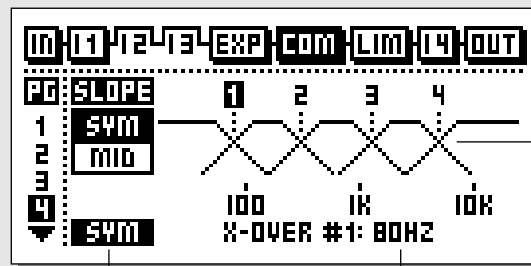 IN I1 I2 I3 EXP COM LIM I4 OUT
PG SLOPE 1 2 3 4
1 SYM
2 MID
3
4 100 1K 10K
SYM X-OVER #1: 80HZ